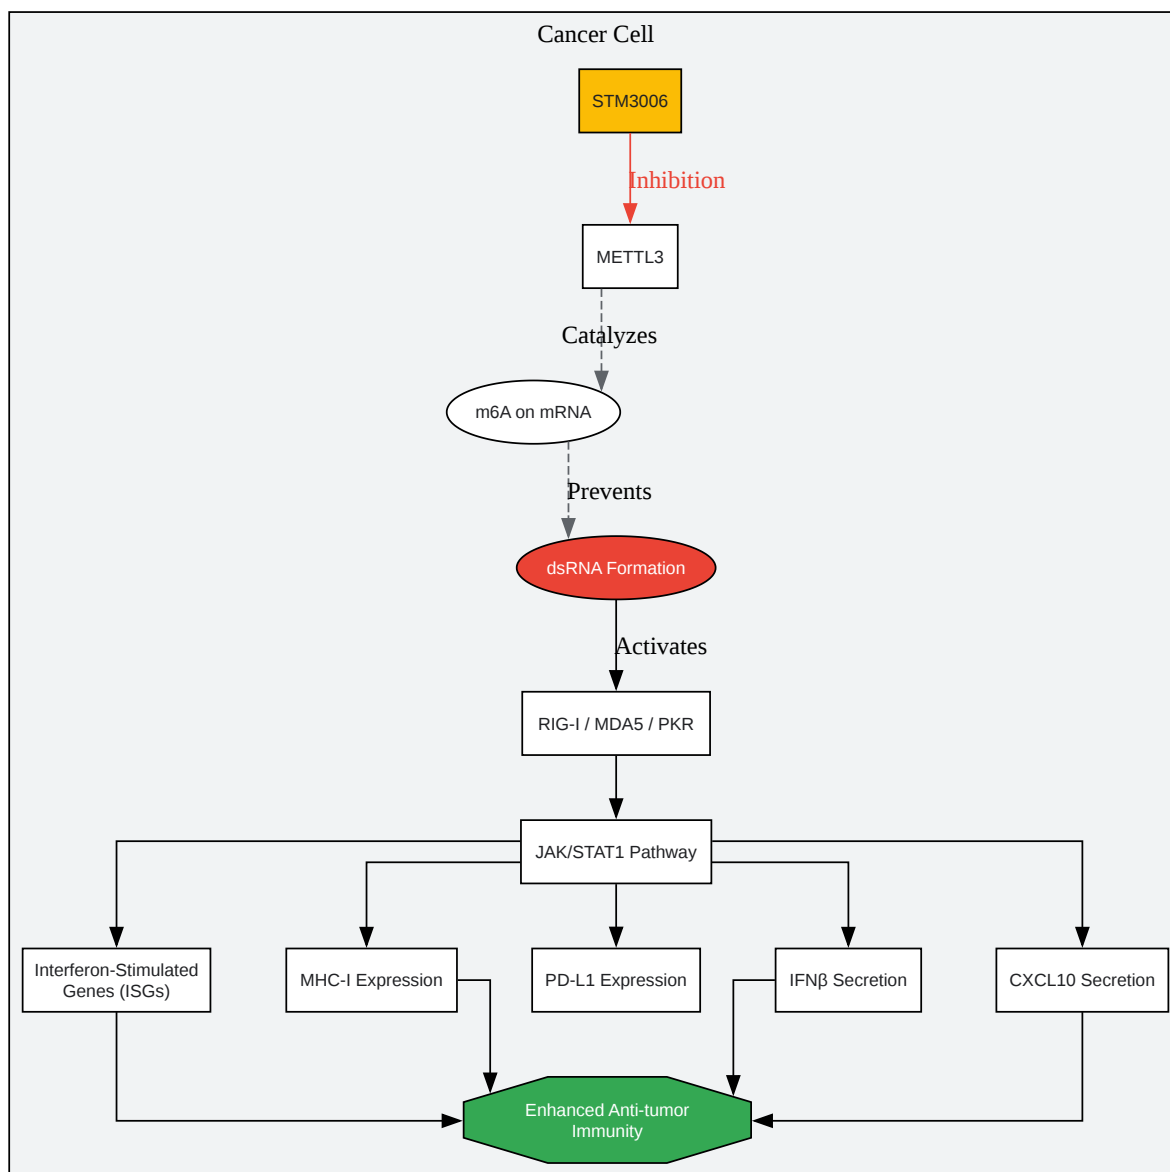 Cancer Cell
STM3006
Inhibition
METTL3
Catalyzes
m6A on mRNA
Prevents
dsRNA Formation
Activates
RIG-I / MDA5 / PKR
JAK/STAT1 Pathway
Interferon-Stimulated
Genes (ISGs)
MHC-I Expression
PD-L1 Expression
IFNβ Secretion
CXCL10 Secretion
Enhanced Anti-tumor
Immunity